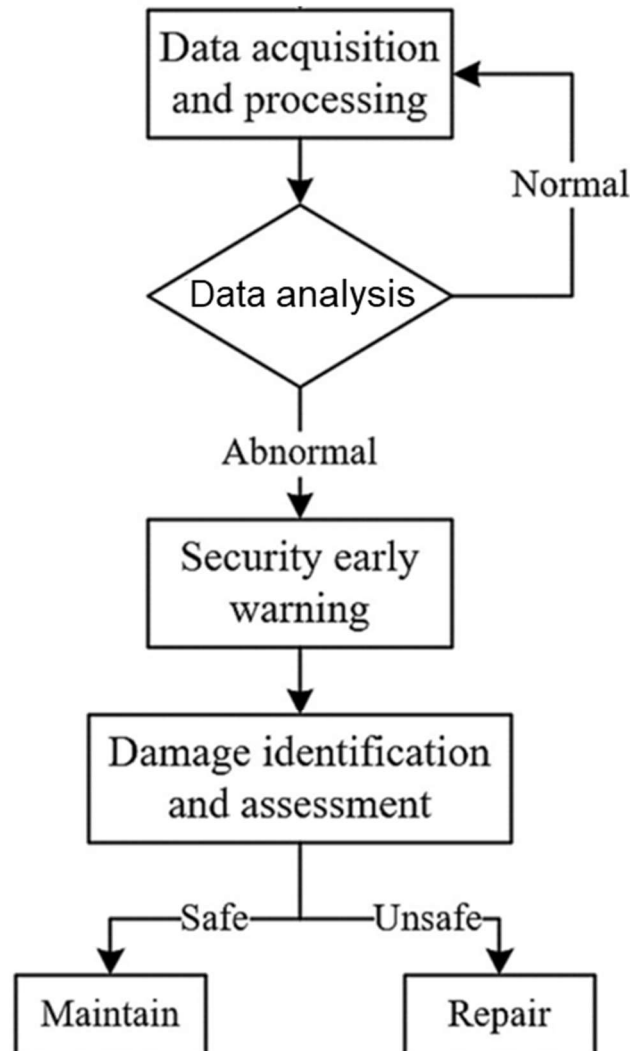 Data acquisition
and processing
Normal
Data analysis
Abnormal
Security early
warning
Damage identification
and assessment
Safe
Unsafe
Maintain
Repair